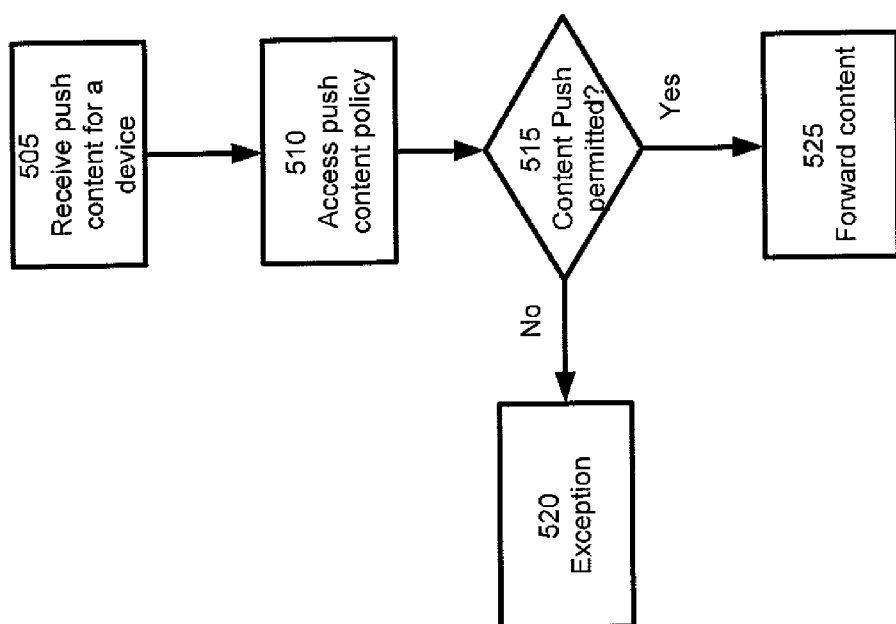 505
Receive push
content for a
device
510
Access push
content policy
515
Content Push
permitted?
No
Yes
520
Exception
525
Forward content